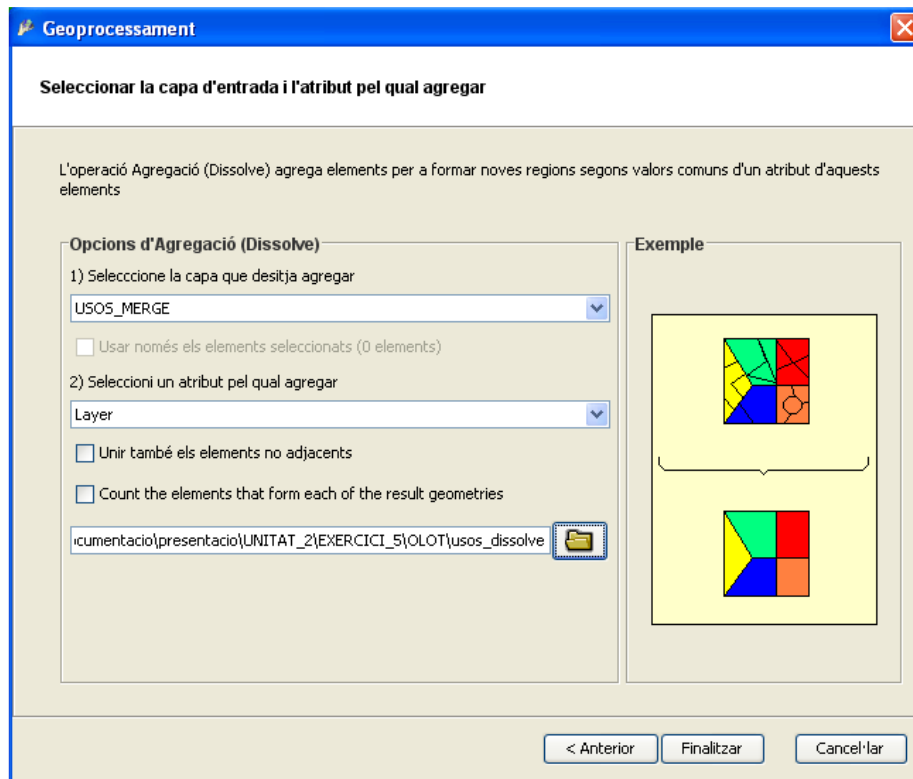 Geoprocessament
Seleccionar la capa d'entrada i l'atribut pel qual agregar
L'operació Agregació (Dissolve) agrega elements per a formar noves regions segons valors comuns d'un atribut d'aquests
elements
Opcions d'Agregació (Dissolve)
Exemple
1) Selecccione la capa que desitja agregar
USOS_MERGE
Usar només els elements seleccionats (0 elements)
2) Seleccioni un atribut pel qual agregar
Layer
Unir també els elements no adjacents
Count the elements that form each of the result geometries
ocumentacio\presentacio\UNITAT_2\EXERCICI_5\OLOT\usos_dissolve
< Anterior
Finalitzar
Cancel·lar